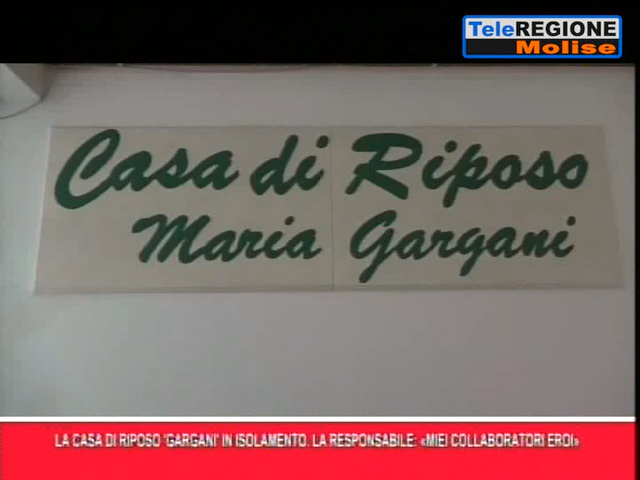 TeleREGIONE
Molise
Casa di Riposo
Maria Gargani
LA CASA DI RIPOSO 'GARGANI' IN ISOLAMENTO. LA RESPONSABILE: «MIEI COLLABORATORI EROI»